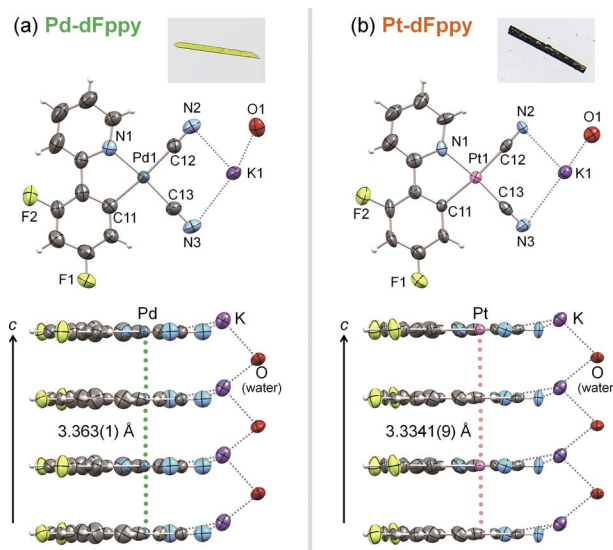 (a) Pd-dFppy
N2
O1
N1
Pd1
C12
K1
C13
F2
C11
N3
F1
c
Pd
K
O
(water)
3.363(1) Å
(b) Pt-dFppy
N2
O1
N1
Pt1
C12
K1
C13
F2
C11
N3
F1
c
Pt
K
O
(water)
3.3341(9) Å